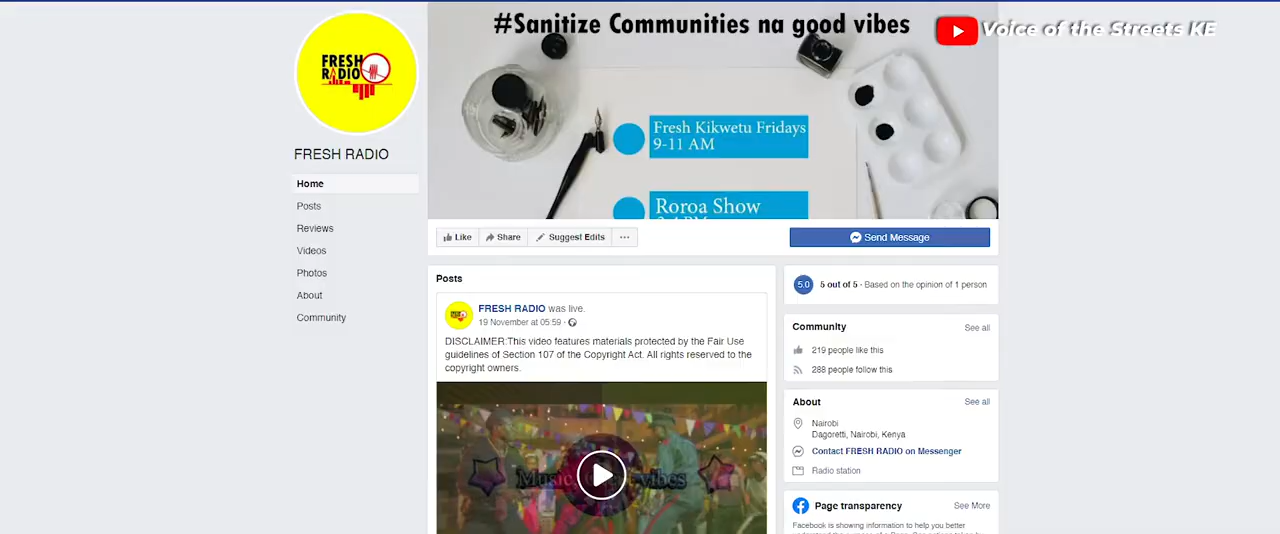 #Sanitize Communities na good vibes
Voice of the Streets KE
FRESH
RADIO
Fresh Kikwetu Fridays
9-11 AM
Roroa Show
FRESH RADIO
Home
Posts
Reviews
Videos
Photos
About
Community
Like
Share
Suggest Edits
Send Message
Posts
FRESH RADIO was live.
19 November at 05:59 ·
DISCLAIMER:This video features materials protected by the Fair Use
guidelines of Section 107 of the Copyright Act. All rights reserved to the
copyright owners.
Music, vibes
5.0
5 out of 5 · Based on the opinion of 1 person
Community
See all
219 people like this
288 people follow this
About
See all
Nairobi
Dagoretti, Nairobi, Kenya
Contact FRESH RADIO on Messenger
Radio station
Page transparency
See More
Facebook is showing information to help you better